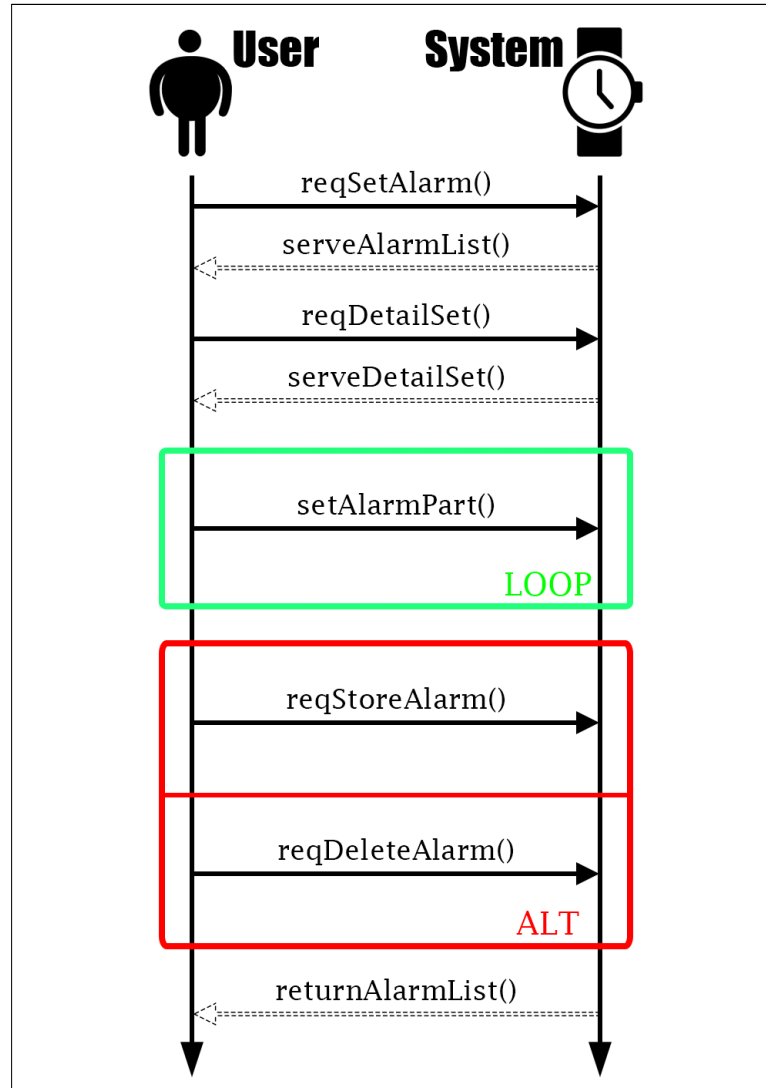 User System
reqSetAlarm()
serveAlarmList()
reqDetailSet()
serveDetailSet()
setAlarmPart()
LOOP
reqStoreAlarm()
reqDeleteAlarm()
ALT
returnAlarmList()